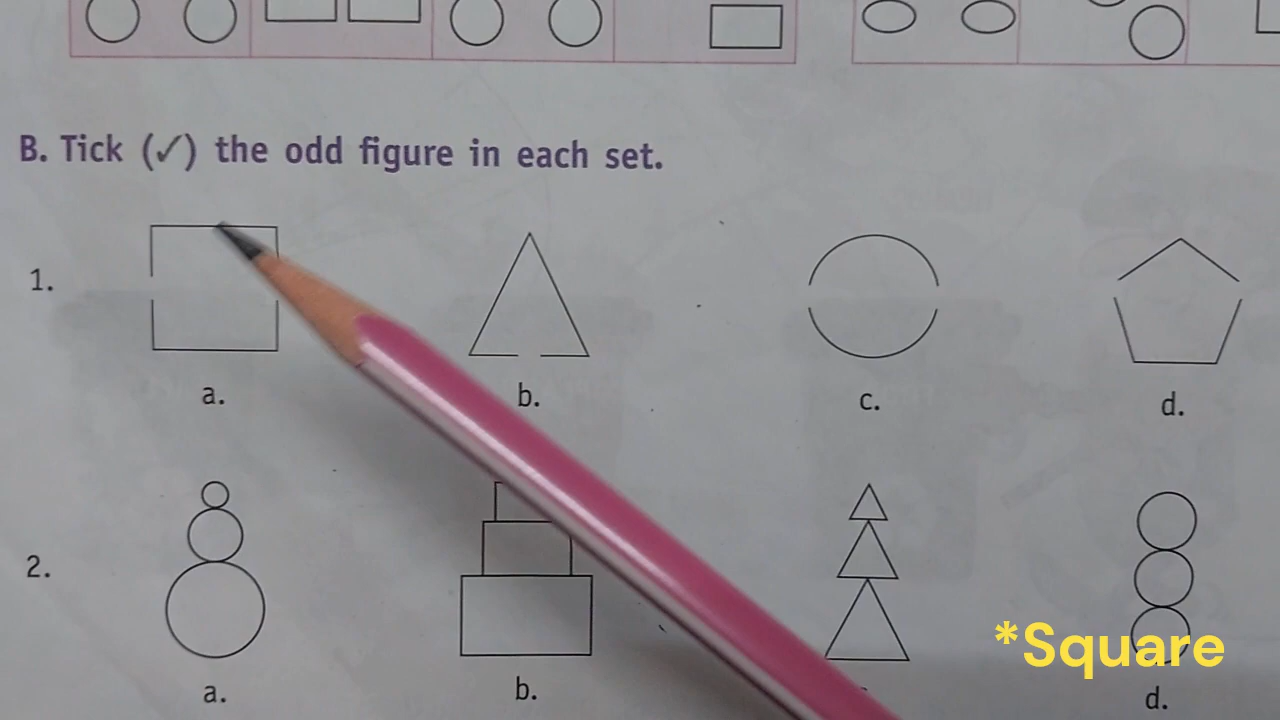 B. Tick (✓) the odd figure in each set.
1.
a. b. c. d.
2.
*Square
a. b. d.